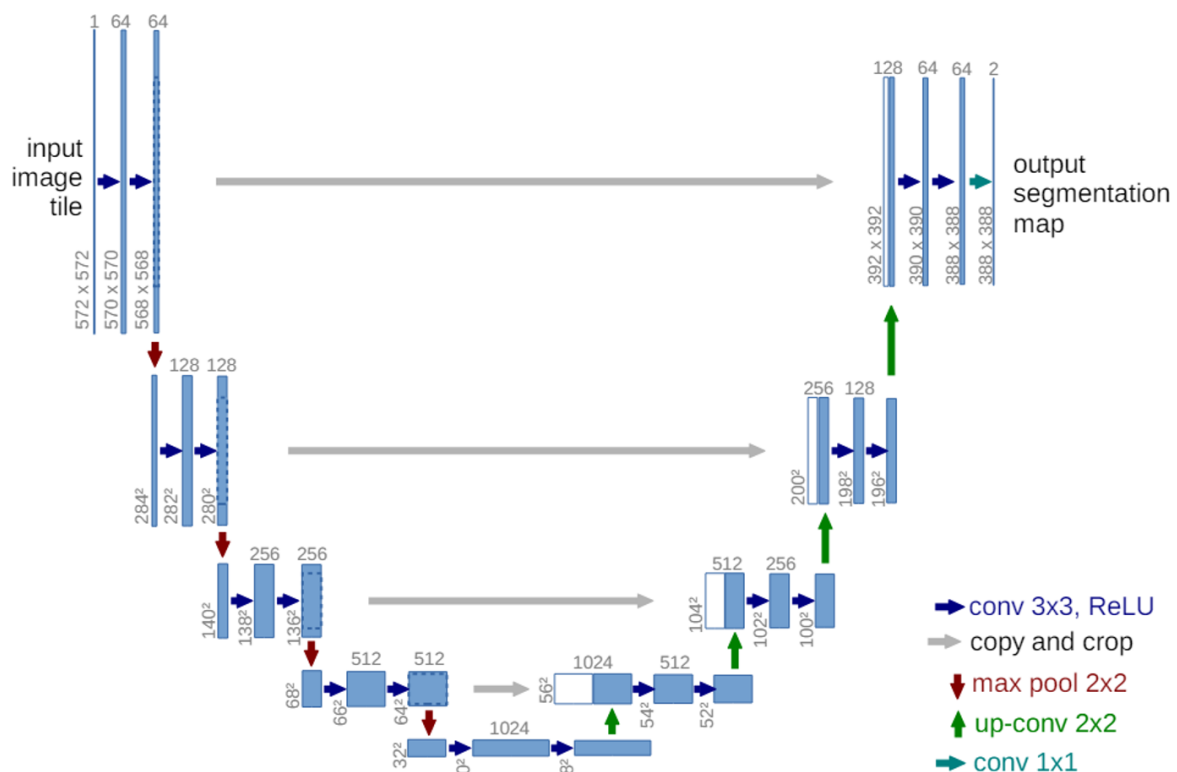 1 64 64
input
image
tile
572 x 572
570 x 570
568 x 568
128 64 64 2
output
segmentation
map
392 x 392
390 x 390
388 x 388
388 x 388
128 128
284²
282²
280²
256 128
200²
198²
196²
256 256
140²
138²
136²
512 256
104²
102²
100²
512 512
68²
66²
64²
1024 512
56²
54²
52²
1024
32²
conv 3x3, ReLU
copy and crop
max pool 2x2
up-conv 2x2
conv 1x1